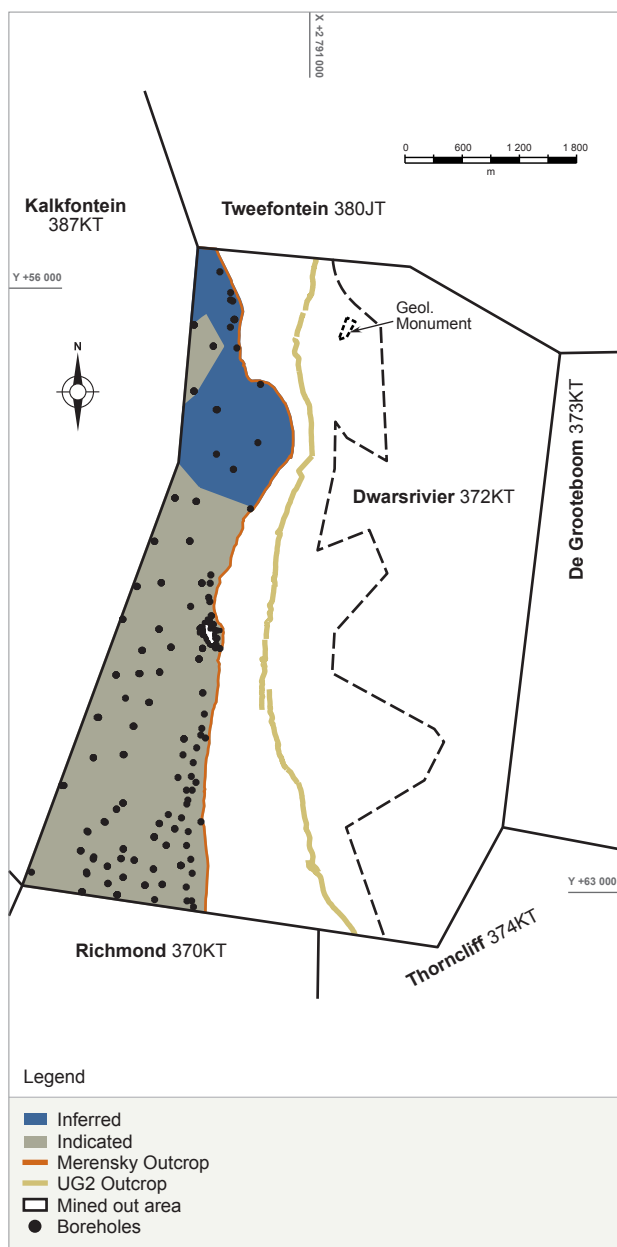 X +2 791 000
0 600 1 200 1 800
m
Kalkfontein
387KT
Tweefontein 380JT
Y +56 000
Geol.
Monument
N
Dwarsrivier 372KT
De Grooteboom 373KT
Y +63 000
Richmond 370KT
Thorncliff 374KT
Legend
Inferred
Indicated
Merensky Outcrop
UG2 Outcrop
Mined out area
Boreholes